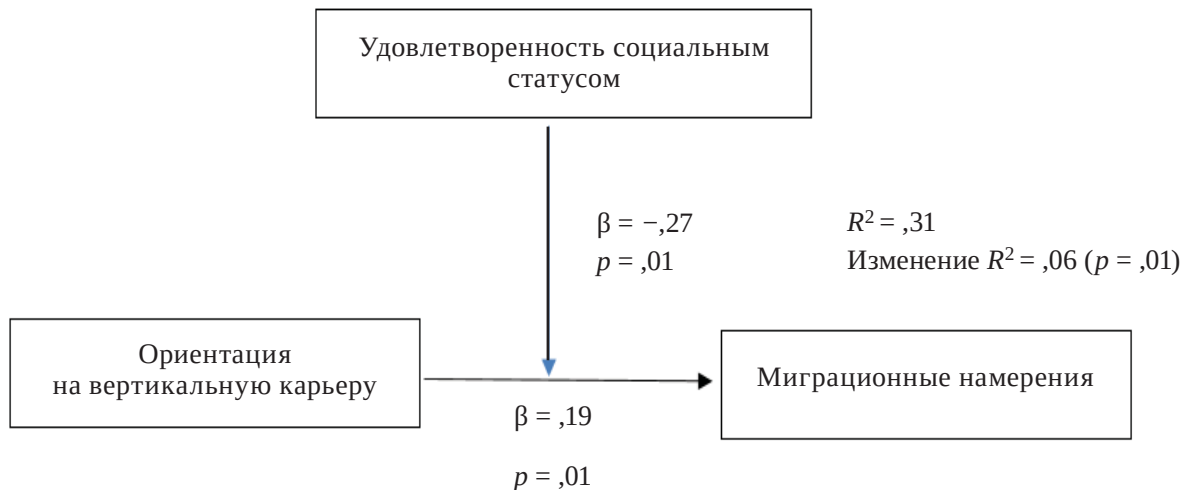 Удовлетворенность социальным
статусом
β = −,27
p = ,01
R² = ,31
Изменение R² = ,06 (p = ,01)
Ориентация
на вертикальную карьеру
Миграционные намерения
β = ,19
p = ,01